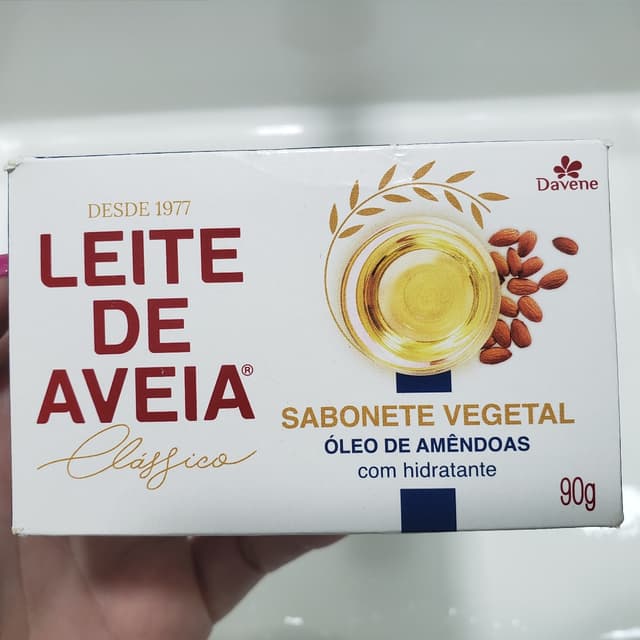 DESDE 1977
LEITE
DE
AVEIA®
Clássico
Davene
SABONETE VEGETAL
ÓLEO DE AMÊNDOAS
com hidratante
90g